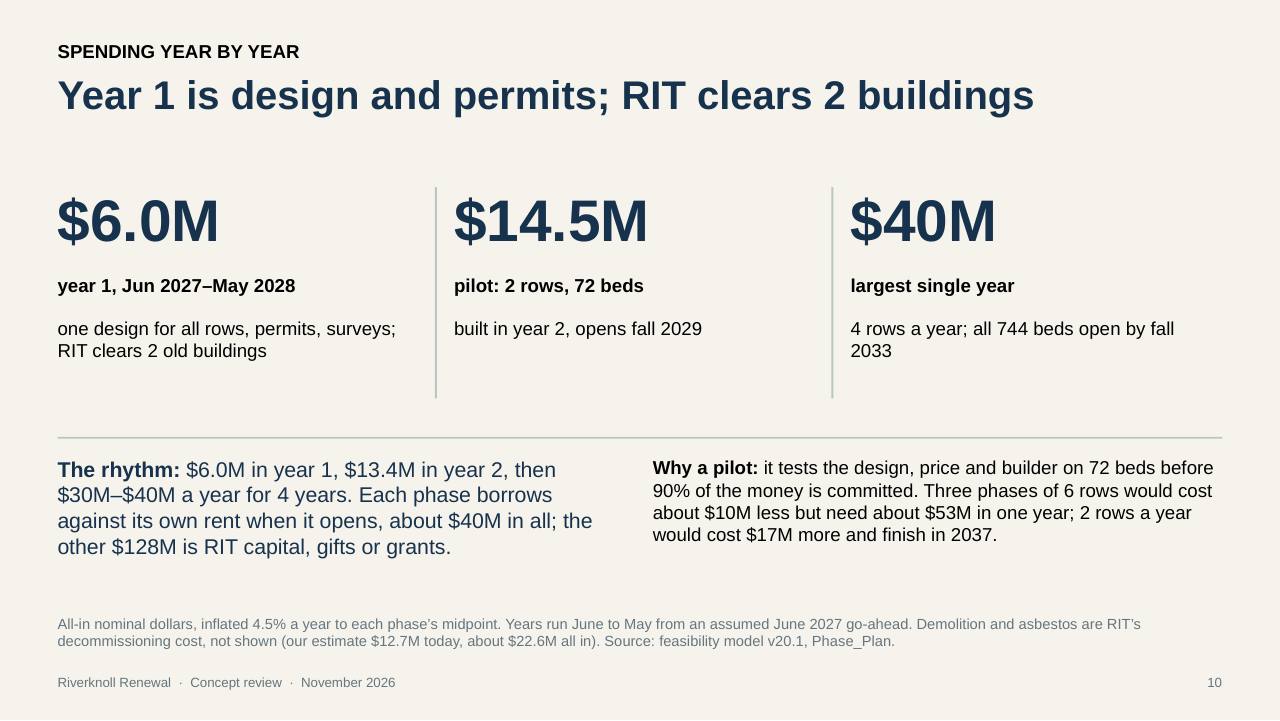 SPENDING YEAR BY YEAR
Year 1 is design and permits; RIT clears 2 buildings
$6.0M
year 1, Jun 2027–May 2028
one design for all rows, permits, surveys;
RIT clears 2 old buildings
$14.5M
pilot: 2 rows, 72 beds
built in year 2, opens fall 2029
$40M
largest single year
4 rows a year; all 744 beds open by fall
2033
The rhythm: $6.0M in year 1, $13.4M in year 2, then
$30M–$40M a year for 4 years. Each phase borrows
against its own rent when it opens, about $40M in all; the
other $128M is RIT capital, gifts or grants.
Why a pilot: it tests the design, price and builder on 72 beds before
90% of the money is committed. Three phases of 6 rows would cost
about $10M less but need about $53M in one year; 2 rows a year
would cost $17M more and finish in 2037.
All-in nominal dollars, inflated 4.5% a year to each phase’s midpoint. Years run June to May from an assumed June 2027 go-ahead. Demolition and asbestos are RIT’s
decommissioning cost, not shown (our estimate $12.7M today, about $22.6M all in). Source: feasibility model v20.1, Phase_Plan.
Riverknoll Renewal · Concept review · November 2026
10